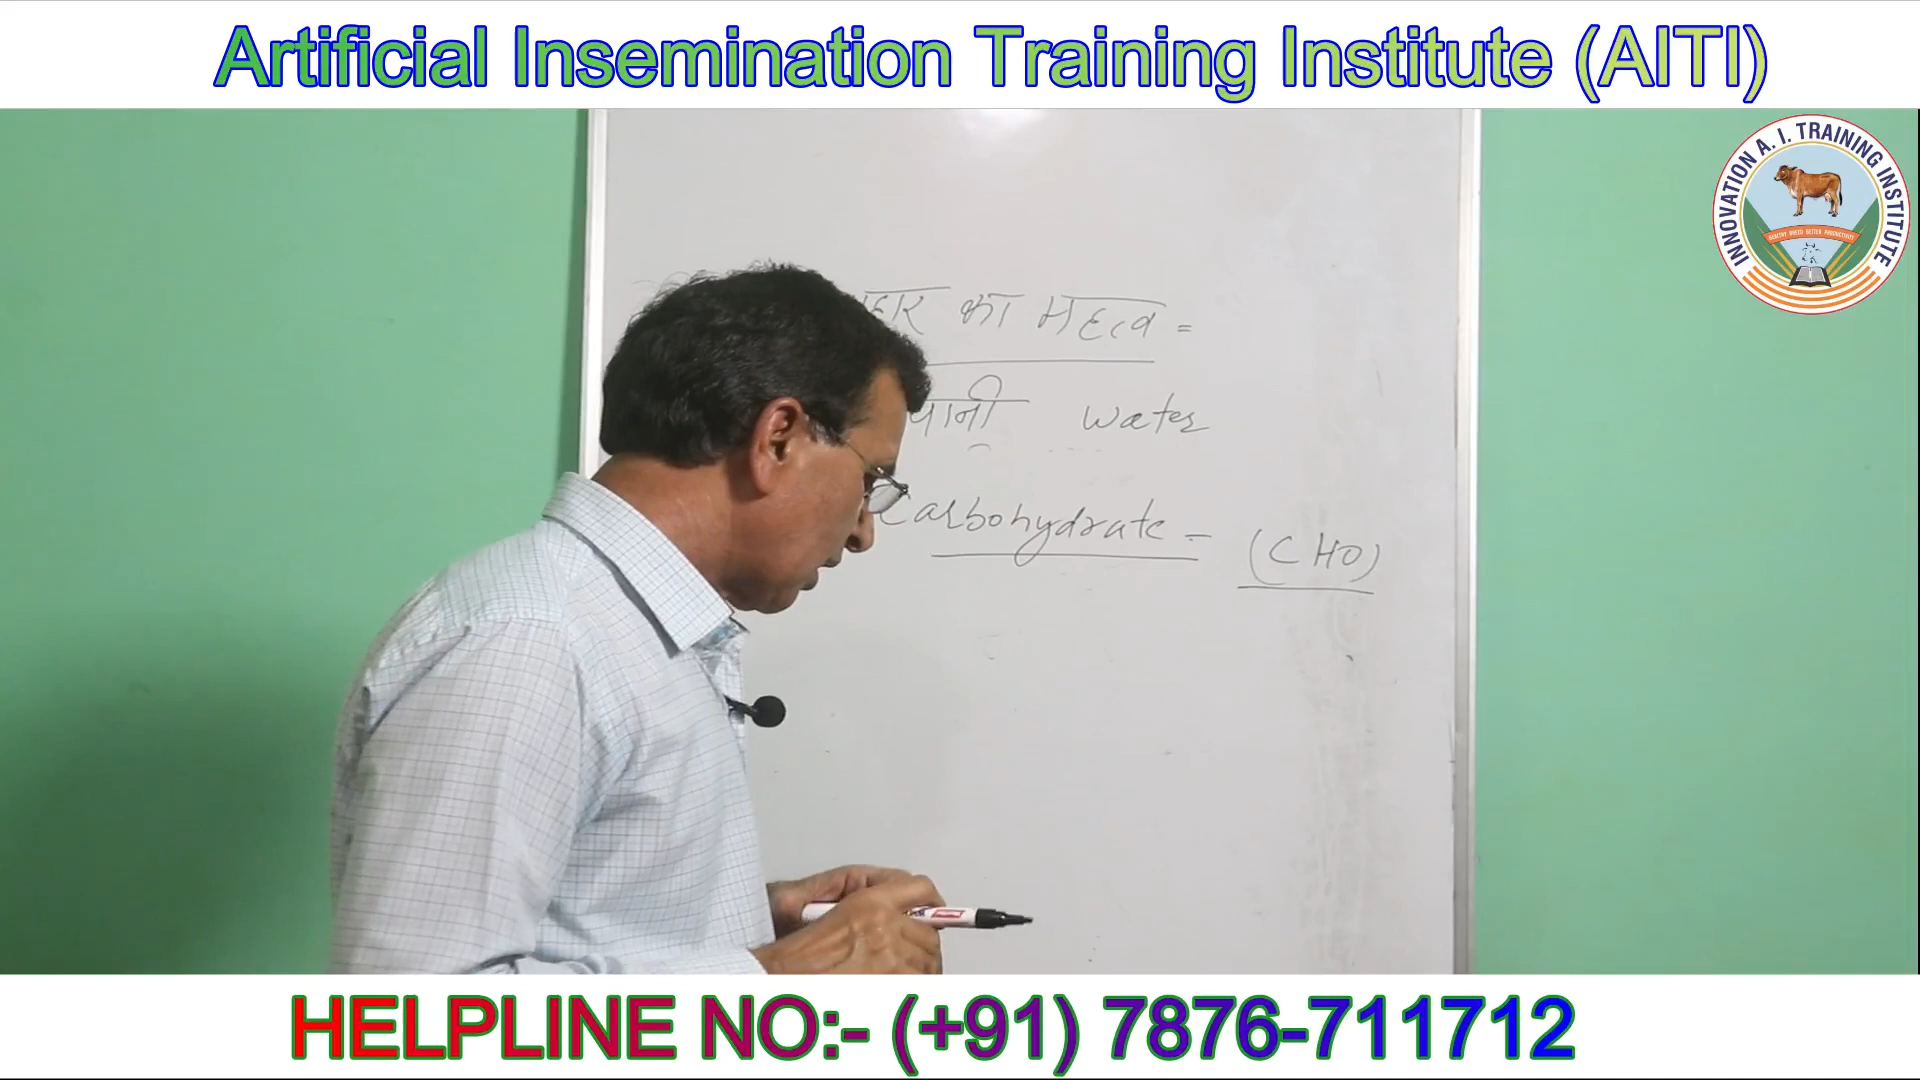 Artificial Insemination Training Institute (AITI)
INNOVATION A. I. TRAINING INSTITUTE
का महत्व =
पानी water
Carbohydrate - (CHO)
HELPLINE NO:- (+91) 7876-711712